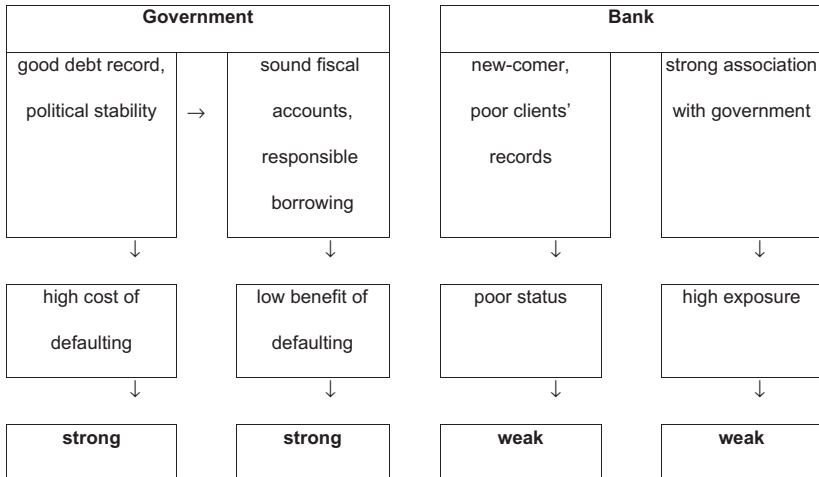 Government
good debt record,
political stability
→
sound fiscal
accounts,
responsible
borrowing
↓
↓
high cost of
defaulting
low benefit of
defaulting
↓
↓
strong
strong
Bank
new-comer,
poor clients’
records
strong association
with government
↓
↓
poor status
high exposure
↓
↓
weak
weak